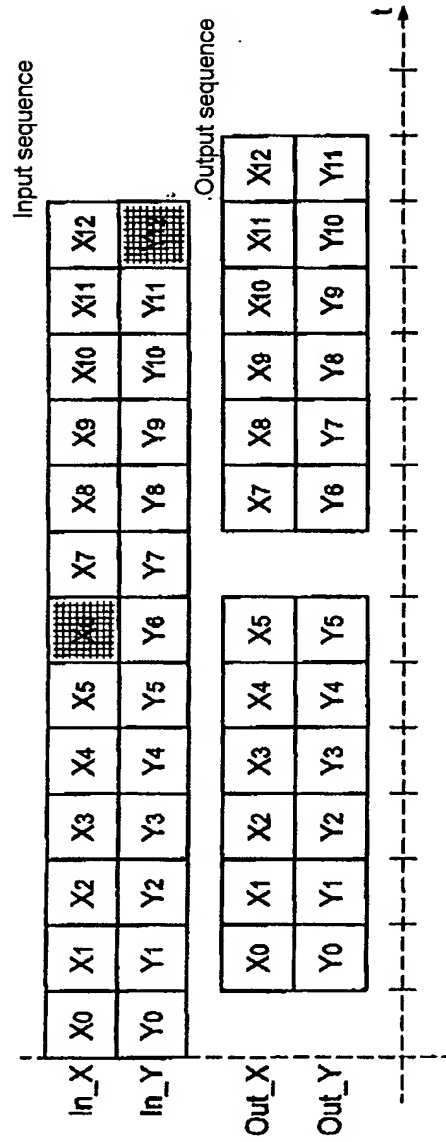 Input sequence
In_X X0 X1 X2 X3 X4 X5 X7 X8 X9 X10 X11 X12
In_Y Y0 Y1 Y2 Y3 Y4 Y5 Y6 Y7 Y8 Y9 Y10 Y11
Output sequence
Out_X X0 X1 X2 X3 X4 X5 X7 X8 X9 X10 X11 X12
Out_Y Y0 Y1 Y2 Y3 Y4 Y5 Y6 Y7 Y8 Y9 Y10 Y11
t